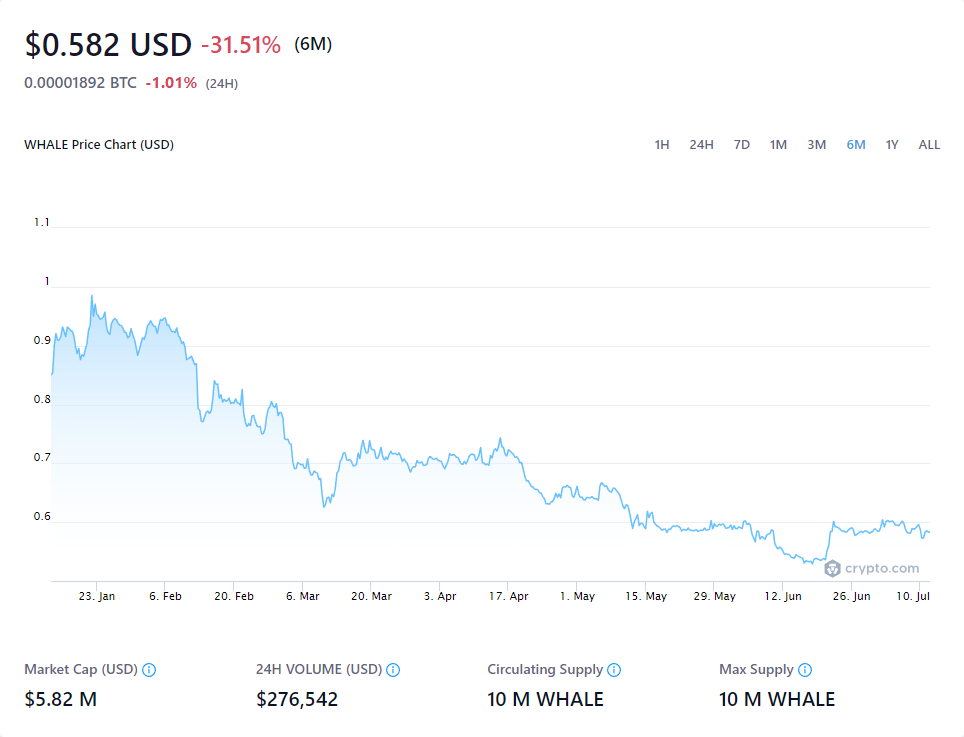 $0.582 USD -31.51% (6M)
0.00001892 BTC -1.01% (24H)
WHALE Price Chart (USD) 1H 24H 7D 1M 3M 6M 1Y ALL
1.1
1
0.9
0.8
0.7
0.6
crypto.com
23. Jan 6. Feb 20. Feb 6. Mar 20. Mar 3. Apr 17. Apr 1. May 15. May 29. May 12. Jun 26. Jun 10. Jul
Market Cap (USD) 24H VOLUME (USD) Circulating Supply Max Supply
$5.82 M $276,542 10 M WHALE 10 M WHALE